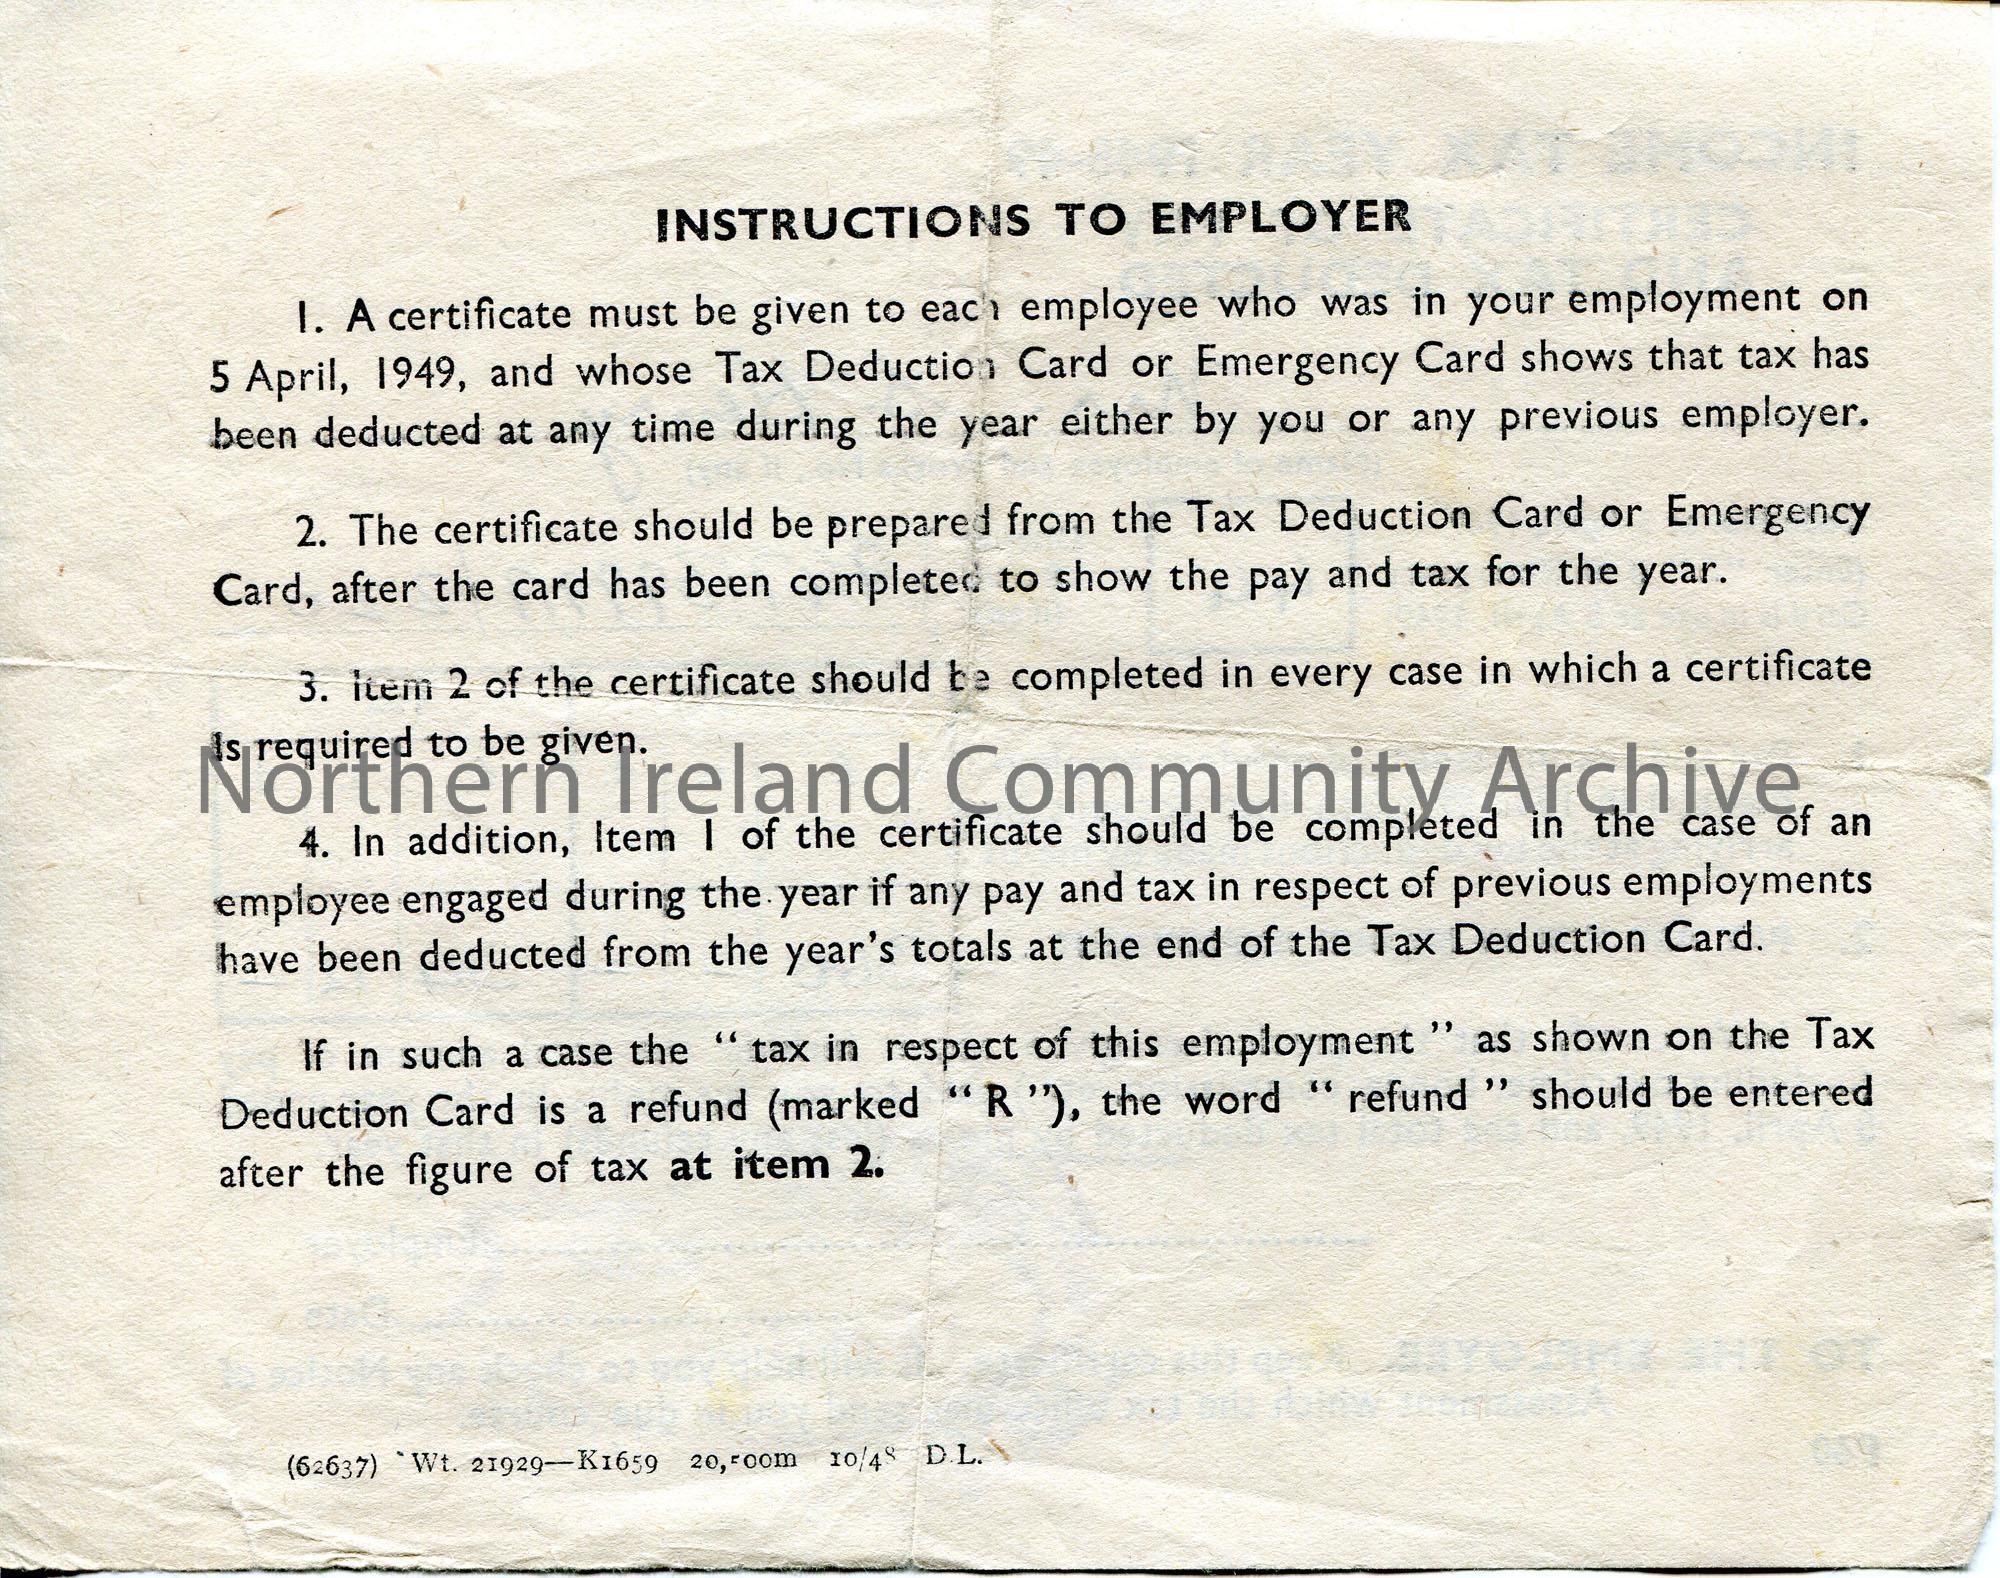 INSTRUCTIONS TO EMPLOYER
1. A certificate must be given to each employee who was in your employment on
5 April, 1949, and whose Tax Deduction Card or Emergency Card shows that tax has
been deducted at any time during the year either by you or any previous employer.
2. The certificate should be prepared from the Tax Deduction Card or Emergency
Card, after the card has been completed to show the pay and tax for the year.
3. Item 2 of the certificate should be completed in every case in which a certificate
is required to be given.
Northern Ireland Community Archive
4. In addition, Item 1 of the certificate should be completed in the case of an
employee engaged during the year if any pay and tax in respect of previous employments
have been deducted from the year's totals at the end of the Tax Deduction Card.
If in such a case the “ tax in respect of this employment ” as shown on the Tax
Deduction Card is a refund (marked “ R ”), the word “ refund ” should be entered
after the figure of tax at item 2.
(62637) Wt. 21929—K1659 10/48 D.L.